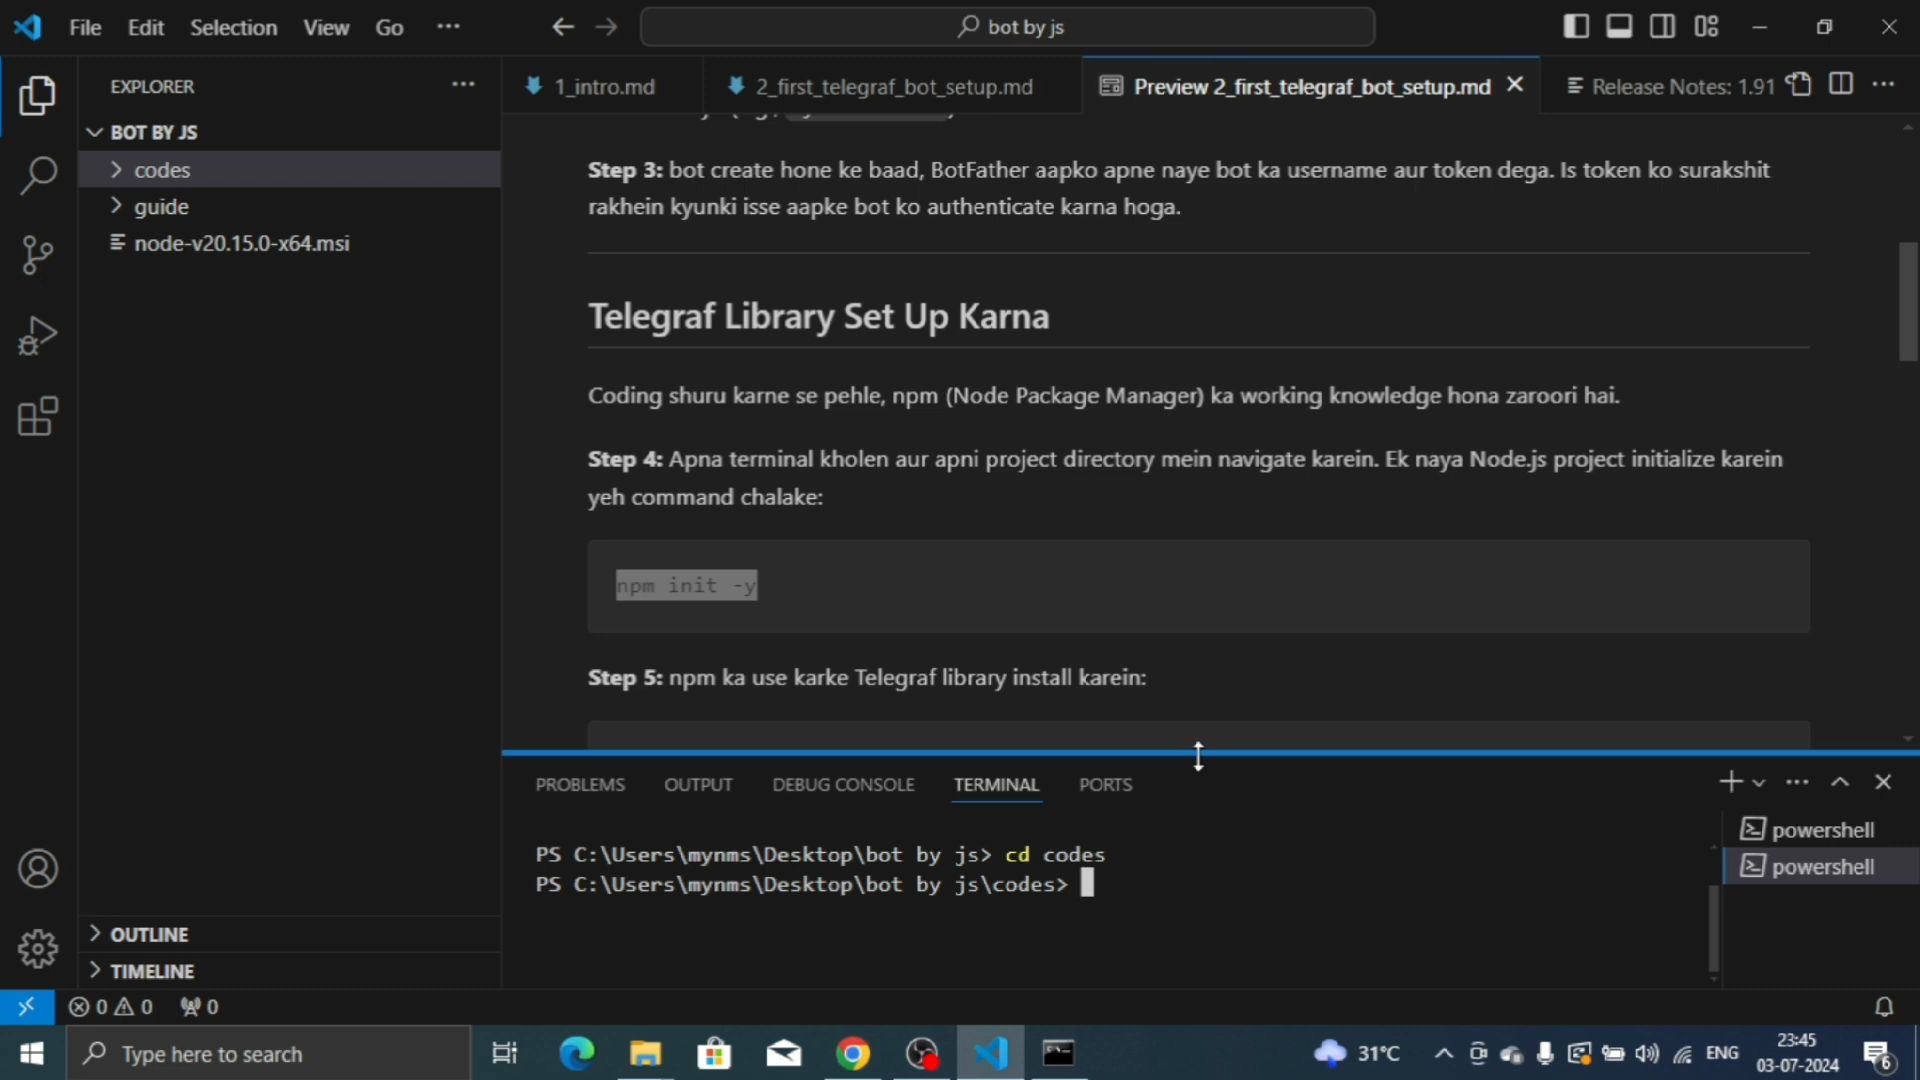 File Edit Selection View Go ···
bot by js
EXPLORER
BOT BY JS
codes
guide
node-v20.15.0-x64.msi
OUTLINE
TIMELINE
1_intro.md
2_first_telegraf_bot_setup.md
Preview 2_first_telegraf_bot_setup.md
Release Notes: 1.91
Step 3: bot create hone ke baad, BotFather aapko apne naye bot ka username aur token dega. Is token ko surakshit
rakhein kyunki isse aapke bot ko authenticate karna hoga.
Telegraf Library Set Up Karna
Coding shuru karne se pehle, npm (Node Package Manager) ka working knowledge hona zaroori hai.
Step 4: Apna terminal kholen aur apni project directory mein navigate karein. Ek naya Node.js project initialize karein
yeh command chalake:
npm init -y
Step 5: npm ka use karke Telegraf library install karein:
PROBLEMS OUTPUT DEBUG CONSOLE TERMINAL PORTS
PS C:\Users\mynms\Desktop\bot by js> cd codes
PS C:\Users\mynms\Desktop\bot by js\codes>
powershell
powershell
0 0 0
Type here to search
31°C
ENG
23:45
03-07-2024
6